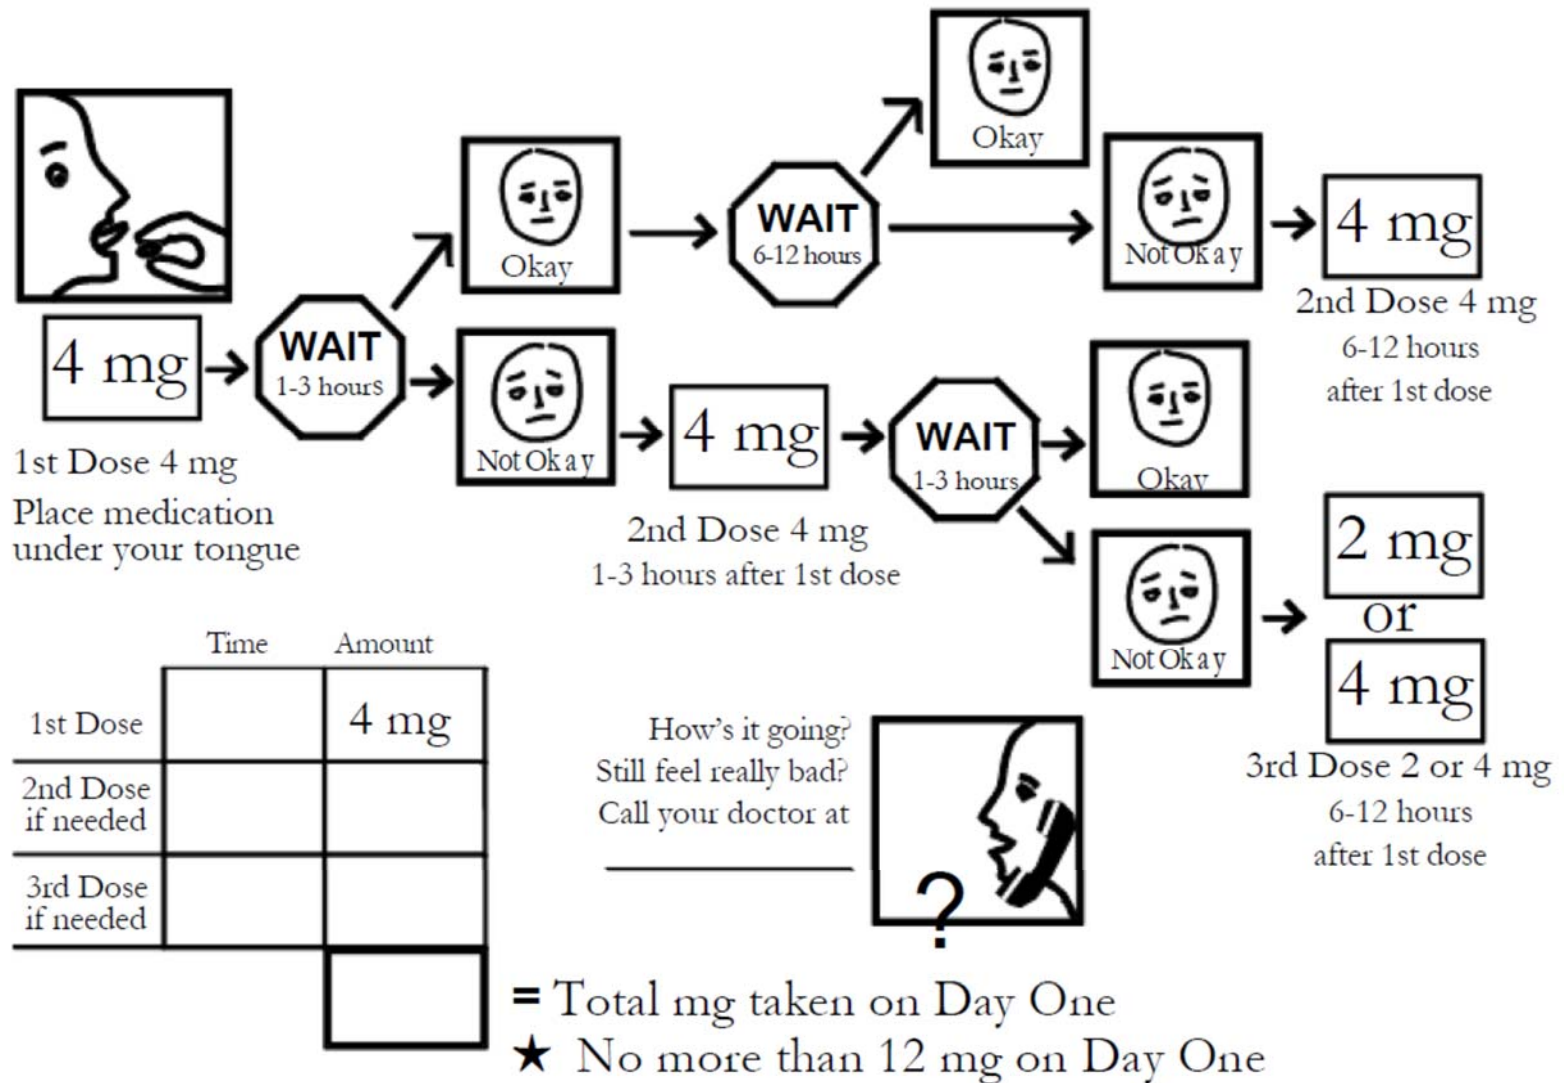 4 mg
1st Dose 4 mg
Place medication
under your tongue
WAIT
1-3 hours
Okay
WAIT
6-12 hours
Okay
Not Okay
4 mg
2nd Dose 4 mg
6-12 hours
after 1st dose
Not Okay
4 mg
2nd Dose 4 mg
1-3 hours after 1st dose
WAIT
1-3 hours
Okay
Not Okay
2 mg
or
4 mg
3rd Dose 2 or 4 mg
6-12 hours
after 1st dose
Time Amount
1st Dose 4 mg
2nd Dose
if needed
3rd Dose
if needed
How's it going?
Still feel really bad?
Call your doctor at
?
= Total mg taken on Day One
★ No more than 12 mg on Day One